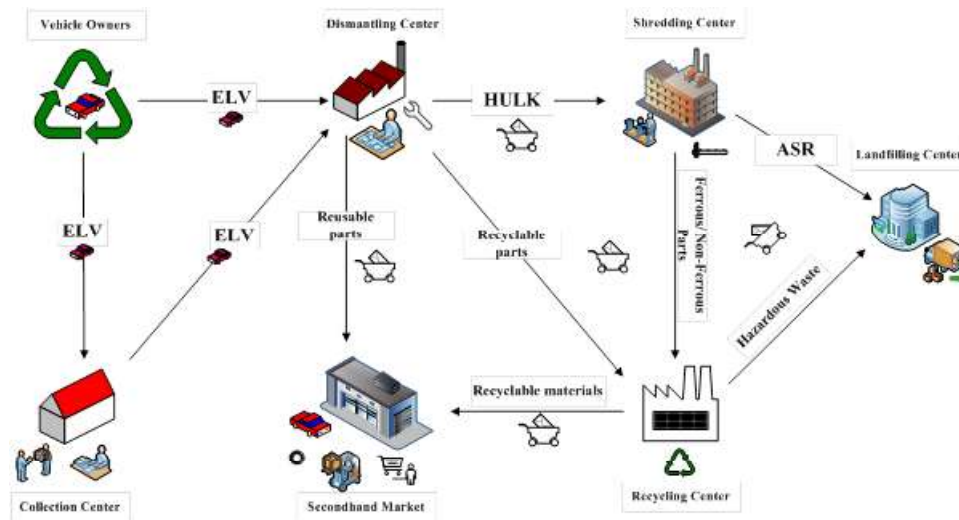 Vehicle Owners
Dismantling Center
Shredding Center
ELV
HULK
ASR
Landfilling Center
ELV
ELV
Reusable
parts
Recyclable
parts
Ferrous/ Non-Ferrous
Parts
Hazardous Waste
Recyclable materials
Collection Center
Secondhand Market
Recycling Center